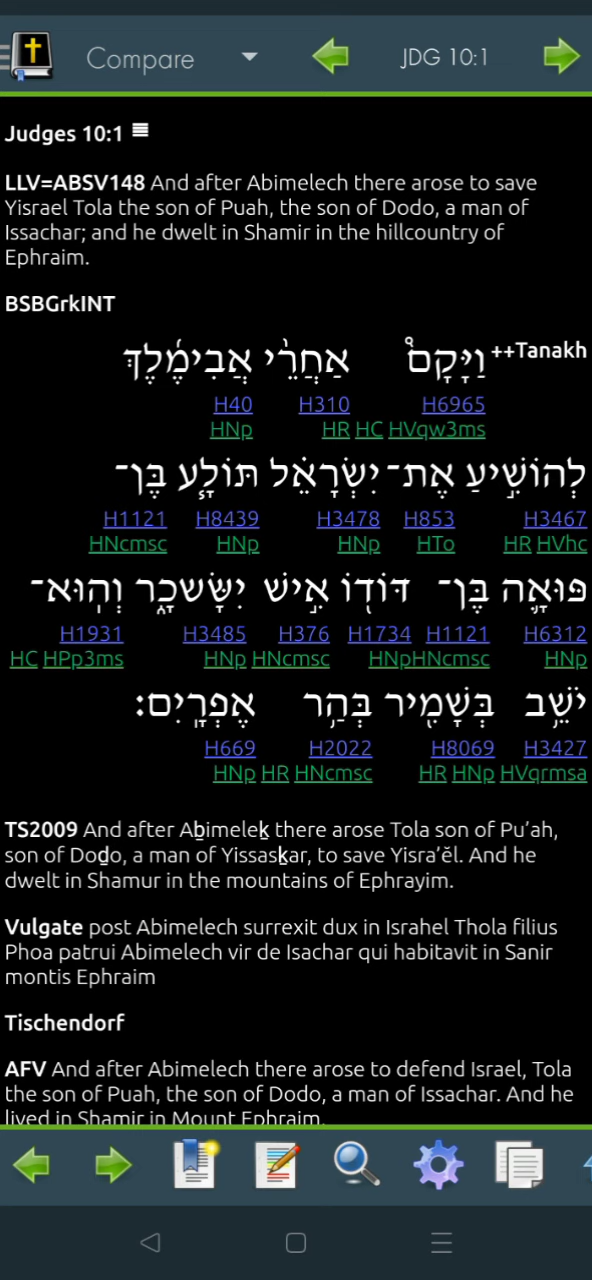 Compare JDG 10:1
Judges 10:1
LLV=ABSV148 And after Abimelech there arose to save
Yisrael Tola the son of Puah, the son of Dodo, a man of
Issachar; and he dwelt in Shamir in the hillcountry of
Ephraim.
BSBGrkINT
++Tanakh וַיָּקָם֩ אַחֲרֵ֨י אֲבִימֶ֜לֶךְ
H6965 H310 H40
HC HVqw3ms HR HNp
לְהוֹשִׁ֣יעַ אֶת־ יִשְׂרָאֵ֗ל תּוֹלָ֧ע בֶּן־
H3467 H853 H3478 H8439 H1121
HR HVhc HTo HNp HNp HNcmsc
פּוּאָ֛ה בֶּן־ דּוֹד֖וֹ אִ֣ישׁ יִשָּׂשכָ֑ר וְהֽוּא־
H6312 H1121 H1734 H376 H3485 H1931
HNp HNcmsc HNp HNcmsc HNp HC HPp3ms
יֹשֵׁ֥ב בְּשָׁמִ֖יר בְּהַ֥ר אֶפְרָֽיִם׃
H3427 H8069 H2022 H669
HVqrmsa HR HNp HR HNcmsc HNp
TS2009 And after Aḇimeleḵ there arose Tola son of Pu’ah,
son of Doḏo, a man of Yissasḵar, to save Yisra’ĕl. And he
dwelt in Shamur in the mountains of Ephrayim.
Vulgate post Abimelech surrexit dux in Israhel Thola filius
Phoa patrui Abimelech vir de Isachar qui habitavit in Sanir
montis Ephraim
Tischendorf
AFV And after Abimelech there arose to defend Israel, Tola
the son of Puah, the son of Dodo, a man of Issachar. And he
lived in Shamir in Mount Ephraim.